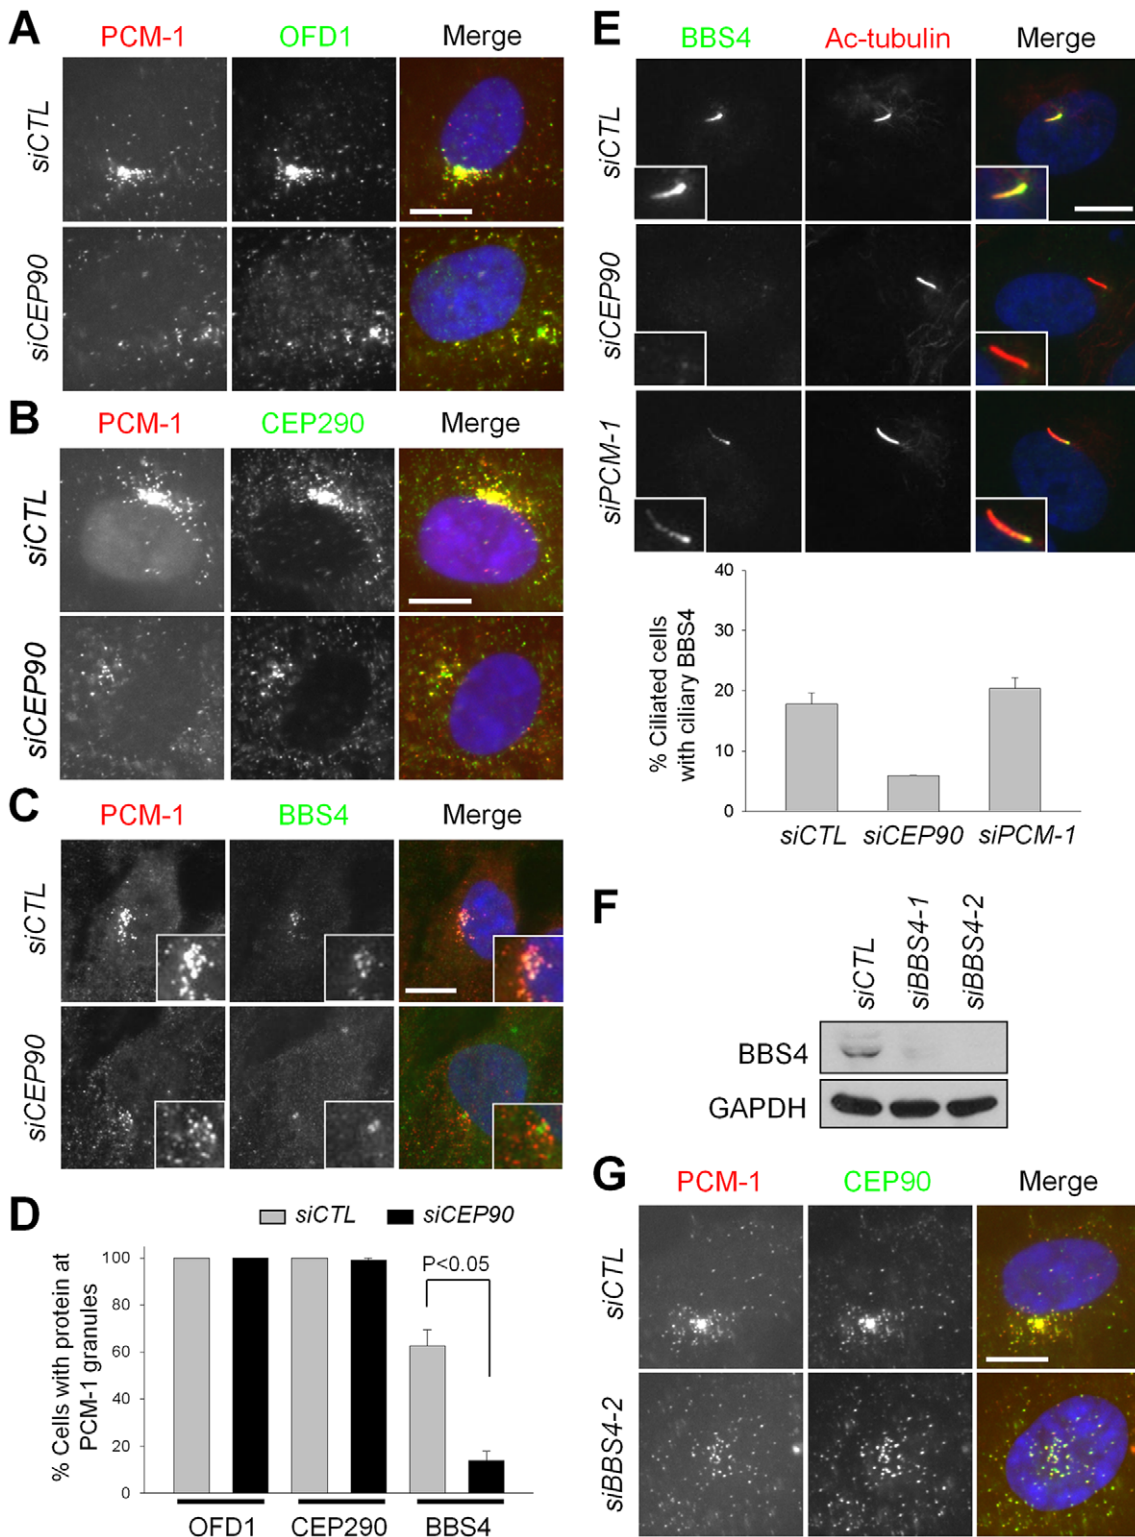 A
PCM-1 OFD1 Merge
siCTL
siCEP90
B
PCM-1 CEP290 Merge
siCTL
siCEP90
C
PCM-1 BBS4 Merge
siCTL
siCEP90
D
siCTL siCEP90
% Cells with protein at
PCM-1 granules
100
80
60
40
20
0
P<0.05
OFD1 CEP290 BBS4
E
BBS4 Ac-tubulin Merge
siCTL
siCEP90
siPCM-1
% Ciliated cells
with ciliary BBS4
40
30
20
10
0
siCTL siCEP90 siPCM-1
F
siCTL siBBS4-1 siBBS4-2
BBS4
GAPDH
G
PCM-1 CEP90 Merge
siCTL
siBBS4-2